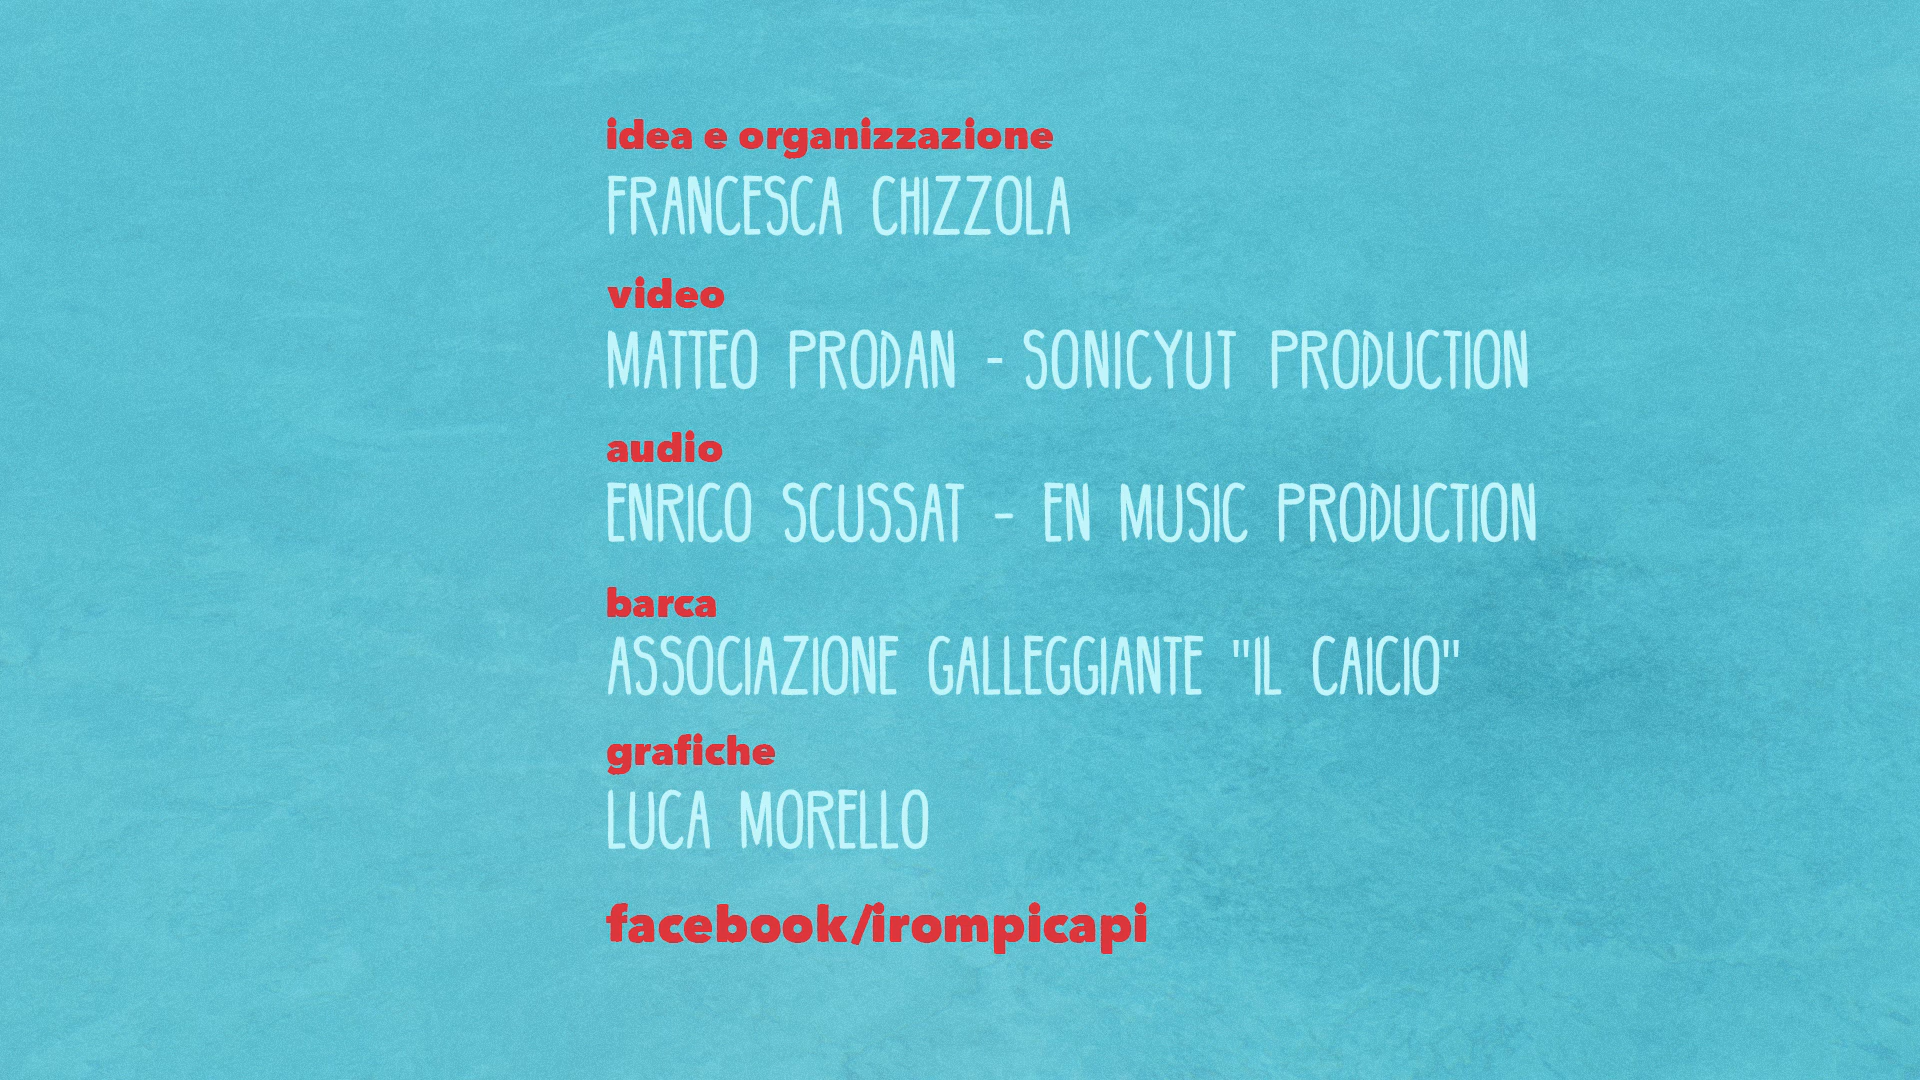 idea e organizzazione
FRANCESCA CHIZZOLA
video
MATTEO PRODAN - SONICYUT PRODUCTION
audio
ENRICO SCUSSAT - EN MUSIC PRODUCTION
barca
ASSOCIAZIONE GALLEGGIANTE "IL CAICIO"
grafiche
LUCA MORELLO
facebook/irompicapi